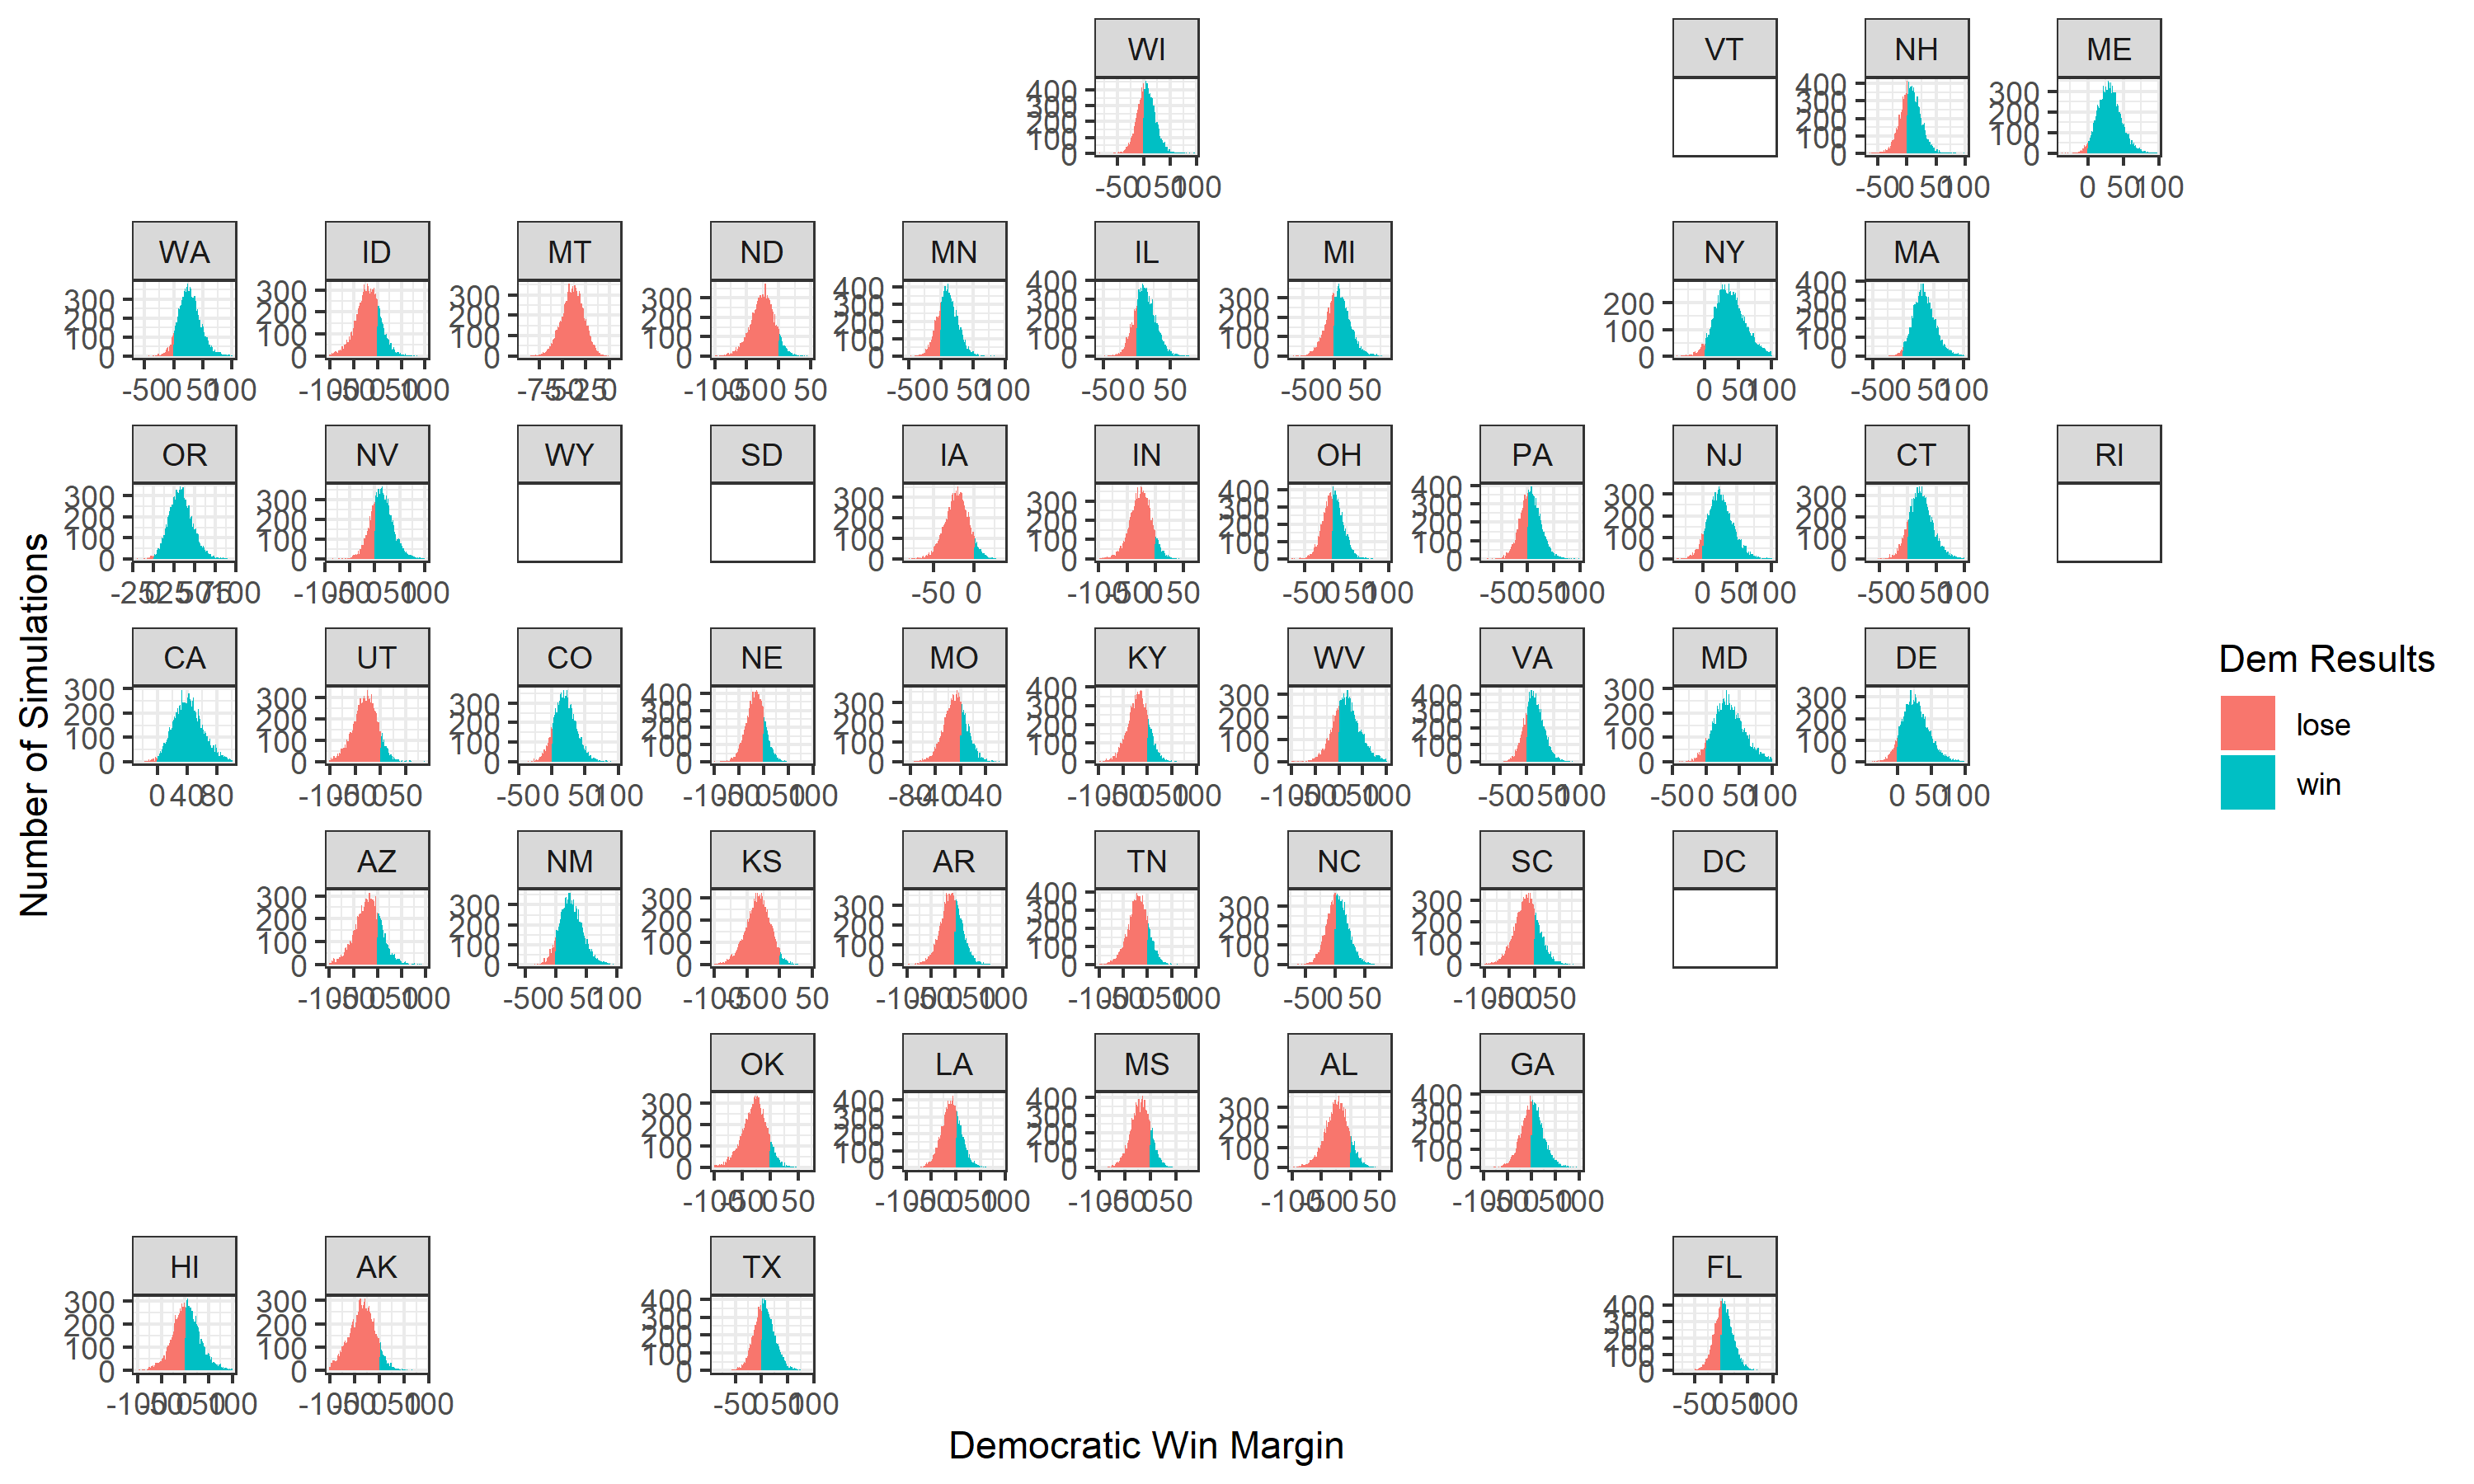 WI VT NH ME
400 300 200 100 0
400 300 200 100 0
300 200 100 0
-50 0 50 100
-50 0 50 100
0 50 100
WA ID MT ND MN IL MI NY MA
300 200 100 0
300 200 100 0
300 200 100 0
300 200 100 0
400 300 200 100 0
400 300 200 100 0
300 200 100 0
200 100 0
400 300 200 100 0
-50 0 50 100
-100 -50 0 50 100
-75 -50 -25 0
-100 -50 0 50
-50 0 50 100
-50 0 50
-50 0 50
0 50 100
-50 0 50 100
OR NV WY SD IA IN OH PA NJ CT RI
300 200 100 0
300 200 100 0
300 200 100 0
300 200 100 0
400 300 200 100 0
400 300 200 100 0
300 200 100 0
300 200 100 0
-25 0 25 50 75 100
-100 -50 0 50 100
-50 0
-100 -50 0 50
-50 0 50 100
-50 0 50 100
0 50 100
-50 0 50 100
CA UT CO NE MO KY WV VA MD DE
300 200 100 0
300 200 100 0
300 200 100 0
400 300 200 100 0
300 200 100 0
400 300 200 100 0
300 200 100 0
400 300 200 100 0
300 200 100 0
300 200 100 0
0 40 80
-100 -50 0 50
-50 0 50 100
-100 -50 0 50 100
-80 -40 0 40
-100 -50 0 50 100
-100 -50 0 50 100
-50 0 50 100
-50 0 50 100
0 50 100
AZ NM KS AR TN NC SC DC
300 200 100 0
300 200 100 0
300 200 100 0
300 200 100 0
400 300 200 100 0
300 200 100 0
300 200 100 0
-100 -50 0 50 100
-50 0 50 100
-100 -50 0 50
-100 -50 0 50 100
-100 -50 0 50 100
-50 0 50
-100 -50 0 50
OK LA MS AL GA
300 200 100 0
400 300 200 100 0
400 300 200 100 0
300 200 100 0
400 300 200 100 0
-100 -50 0 50
-100 -50 0 50 100
-100 -50 0 50
-100 -50 0 50
-100 -50 0 50 100
HI AK TX FL
300 200 100 0
300 200 100 0
400 300 200 100 0
400 300 200 100 0
-100 -50 0 50 100
-100 -50 0 50 100
-50 0 50 100
-50 0 50 100
Number of Simulations
Democratic Win Margin
Dem Results
lose
win